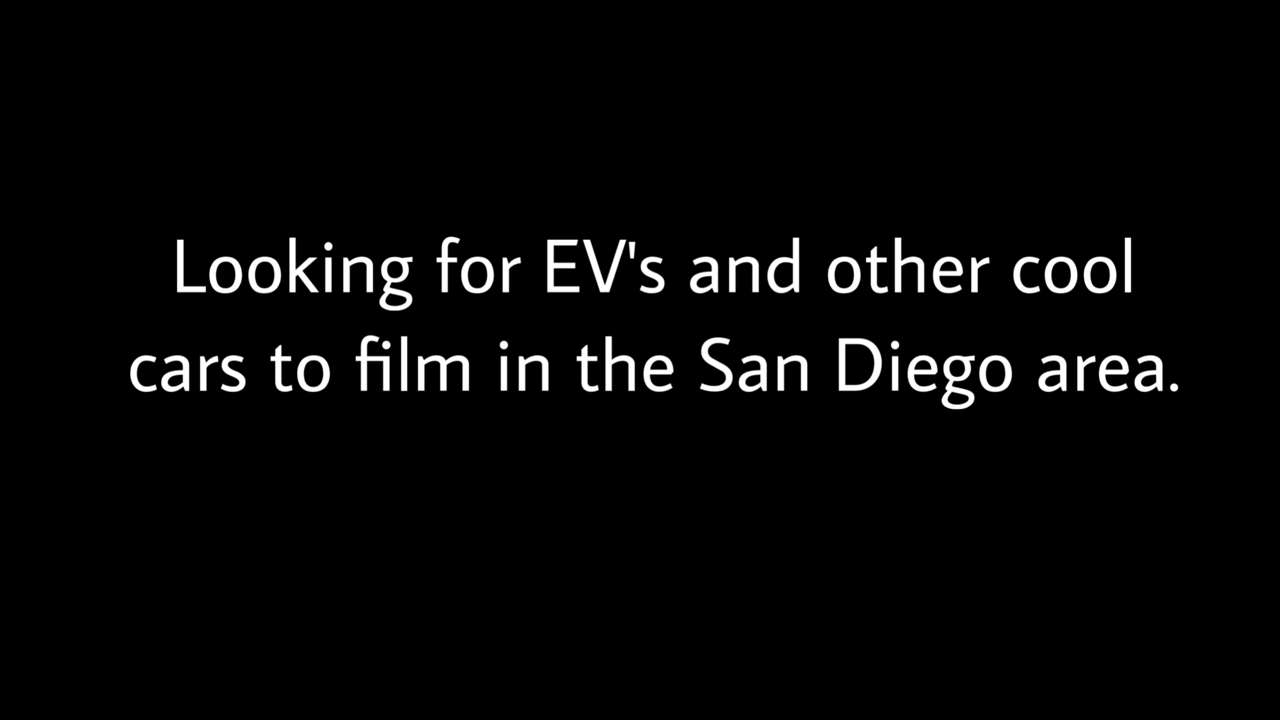 Looking for EV's and other cool
cars to film in the San Diego area.